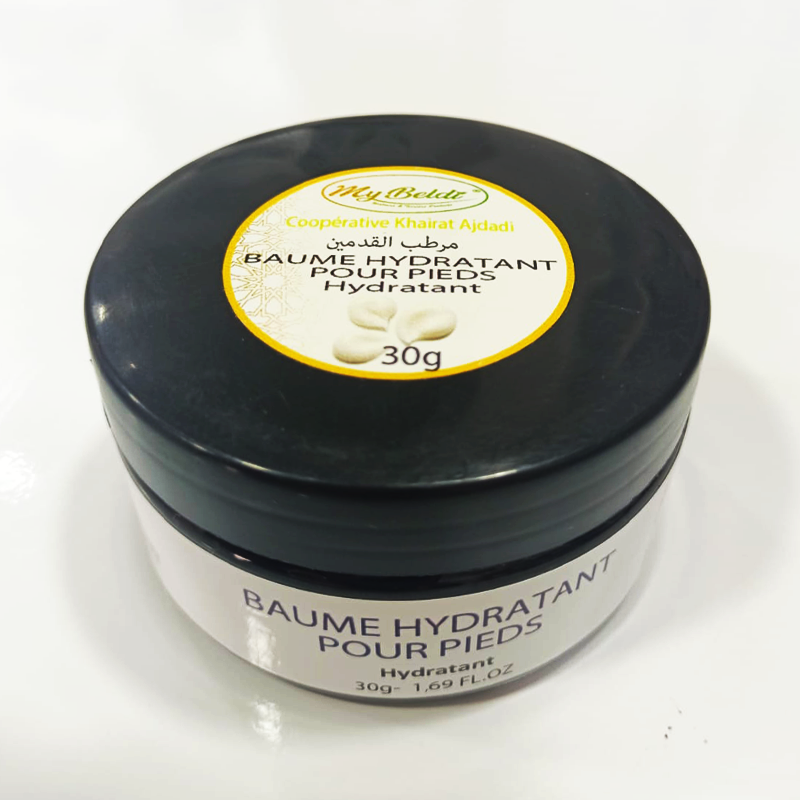 My Beldi ®
Coopérative Khairat Ajdadi
مرطب القدمين
BAUME HYDRATANT
POUR PIEDS
Hydratant
30g
BAUME HYDRATANT
POUR PIEDS
Hydratant
30g- 1,69 FL.OZ